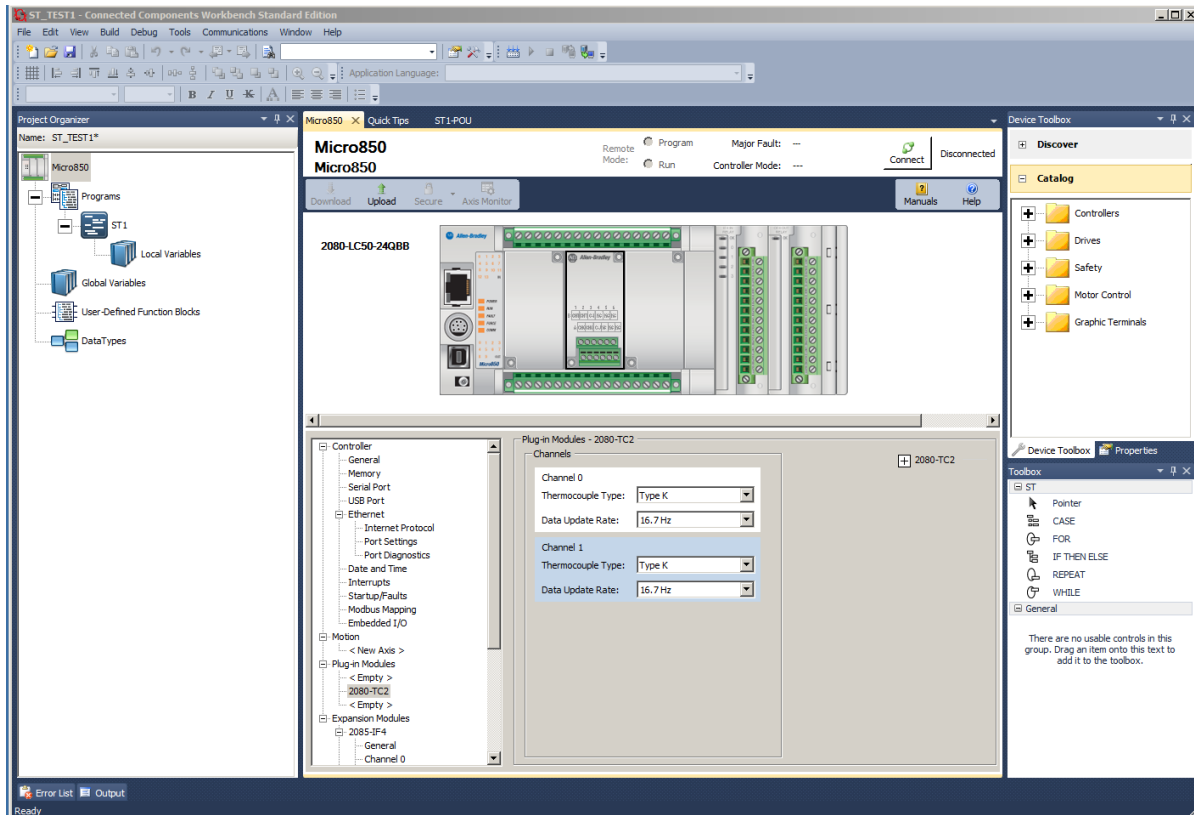 ST_TEST1 - Connected Components Workbench Standard Edition
File Edit View Build Debug Tools Communications Window Help
Application Language:
B I U K A
Project Organizer
Name: ST_TEST1*
Micro850
Programs
ST1
Local Variables
Global Variables
User-Defined Function Blocks
DataTypes
Micro850 Quick Tips ST1-POU
Micro850
Micro850
Remote Mode:
Program
Run
Major Fault: ---
Controller Mode: ---
Connect
Disconnected
Download Upload Secure Axis Monitor
Manuals Help
2080-LC50-24QBB
Allen-Bradley
Allen-Bradley
Micro850
Controller
General
Memory
Serial Port
USB Port
Ethernet
Internet Protocol
Port Settings
Port Diagnostics
Date and Time
Interrupts
Startup/Faults
Modbus Mapping
Embedded I/O
Motion
< New Axis >
Plug-in Modules
< Empty >
2080-TC2
< Empty >
Expansion Modules
2085-IF4
General
Channel 0
Plug-in Modules - 2080-TC2
Channels
Channel 0
Thermocouple Type: Type K
Data Update Rate: 16.7 Hz
Channel 1
Thermocouple Type: Type K
Data Update Rate: 16.7 Hz
2080-TC2
Device Toolbox
Discover
Catalog
Controllers
Drives
Safety
Motor Control
Graphic Terminals
Device Toolbox Properties
Toolbox
ST
Pointer
CASE
FOR
IF THEN ELSE
REPEAT
WHILE
General
There are no usable controls in this
group. Drag an item onto this text to
add it to the toolbox.
Error List Output
Ready